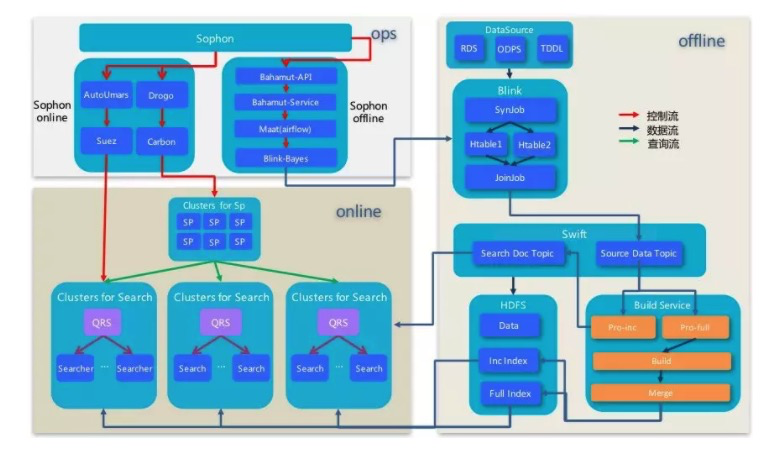 ops
Sophon
Sophon
online
AutoUmars
Drogo
Suez
Carbon
Bahamut-API
Bahamut-Service
Maat(airflow)
Blink-Bayes
Sophon
offline
offline
DataSource
RDS
ODPS
TDDL
Blink
SynJob
Htable1
Htable2
JoinJob
控制流
数据流
查询流
online
Clusters for Sp
SP SP SP
SP SP SP
Clusters for Search
QRS
Searcher ... Searcher
Clusters for Search
QRS
Search ... Search
Clusters for Search
QRS
Search ... Search
Swift
Search Doc Topic
Source Data Topic
HDFS
Data
Inc Index
Full Index
Build Service
Pro-inc
Pro-full
Build
Merge